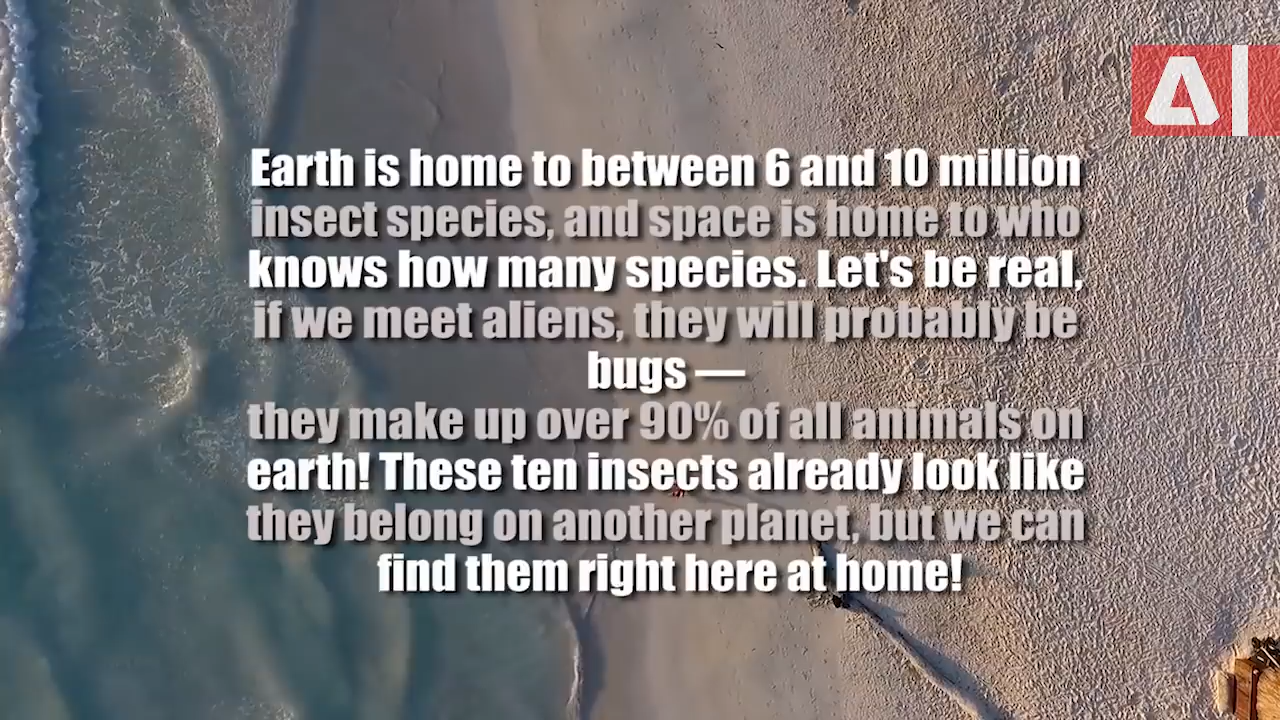 A
Earth is home to between 6 and 10 million
insect species, and space is home to who
knows how many species. Let's be real,
if we meet aliens, they will probably be
bugs —
they make up over 90% of all animals on
earth! These ten insects already look like
they belong on another planet, but we can
find them right here at home!